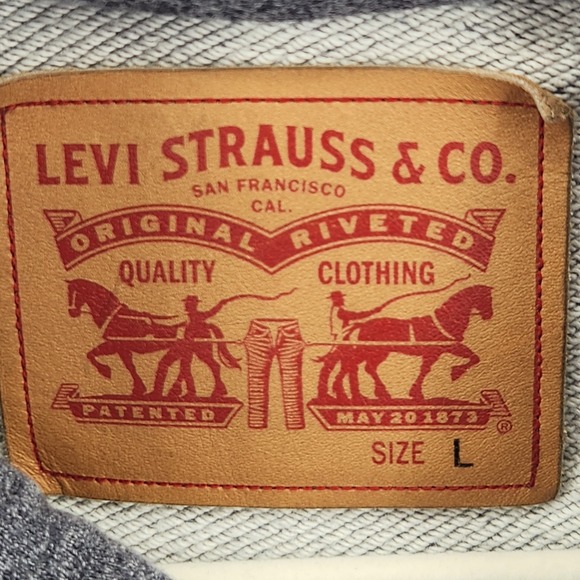 LEVI STRAUSS & CO.
SAN FRANCISCO
CAL.
ORIGINAL RIVETED
QUALITY CLOTHING
PATENTED MAY 20 1873
®
SIZE L